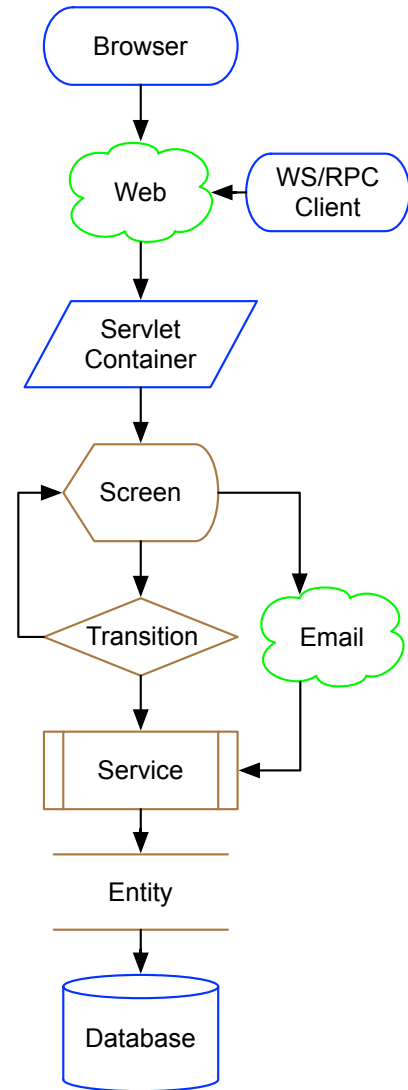 Browser
Web
WS/RPC
Client
Servlet
Container
Screen
Transition
Email
Service
Entity
Database